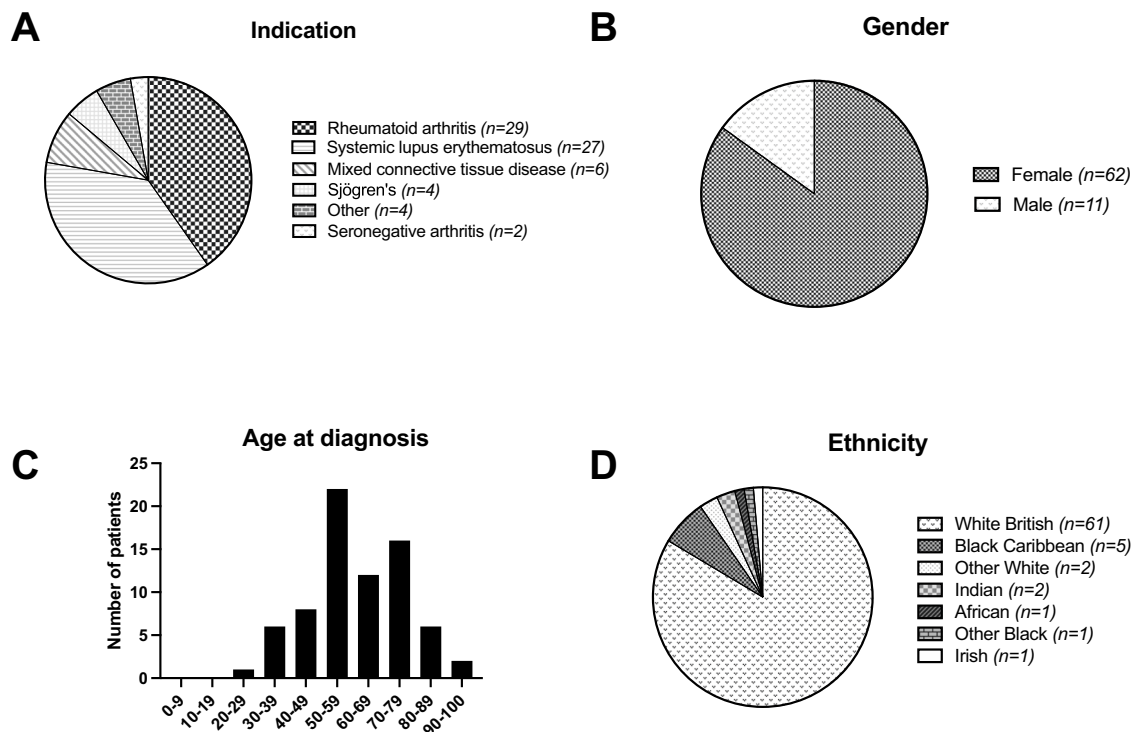 A
Indication
Rheumatoid arthritis (n=29)
Systemic lupus erythematosus (n=27)
Mixed connective tissue disease (n=6)
Sjögren's (n=4)
Other (n=4)
Seronegative arthritis (n=2)
B
Gender
Female (n=62)
Male (n=11)
C
Age at diagnosis
Number of patients
25
20
15
10
5
0
0-9
10-19
20-29
30-39
40-49
50-59
60-69
70-79
80-89
90-100
D
Ethnicity
White British (n=61)
Black Caribbean (n=5)
Other White (n=2)
Indian (n=2)
African (n=1)
Other Black (n=1)
Irish (n=1)